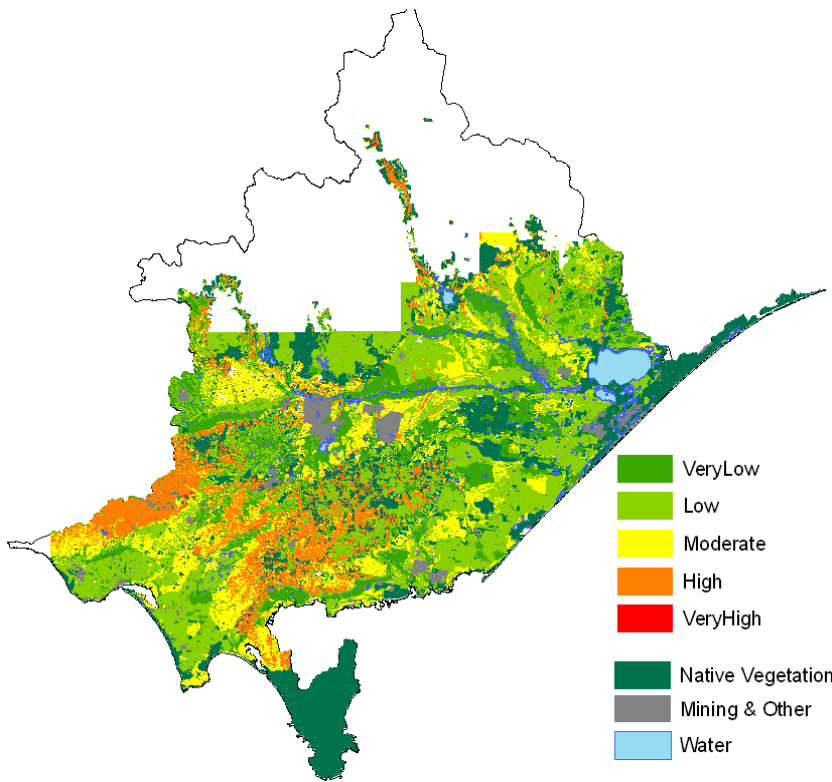 VeryLow
Low
Moderate
High
VeryHigh
Native Vegetation
Mining & Other
Water